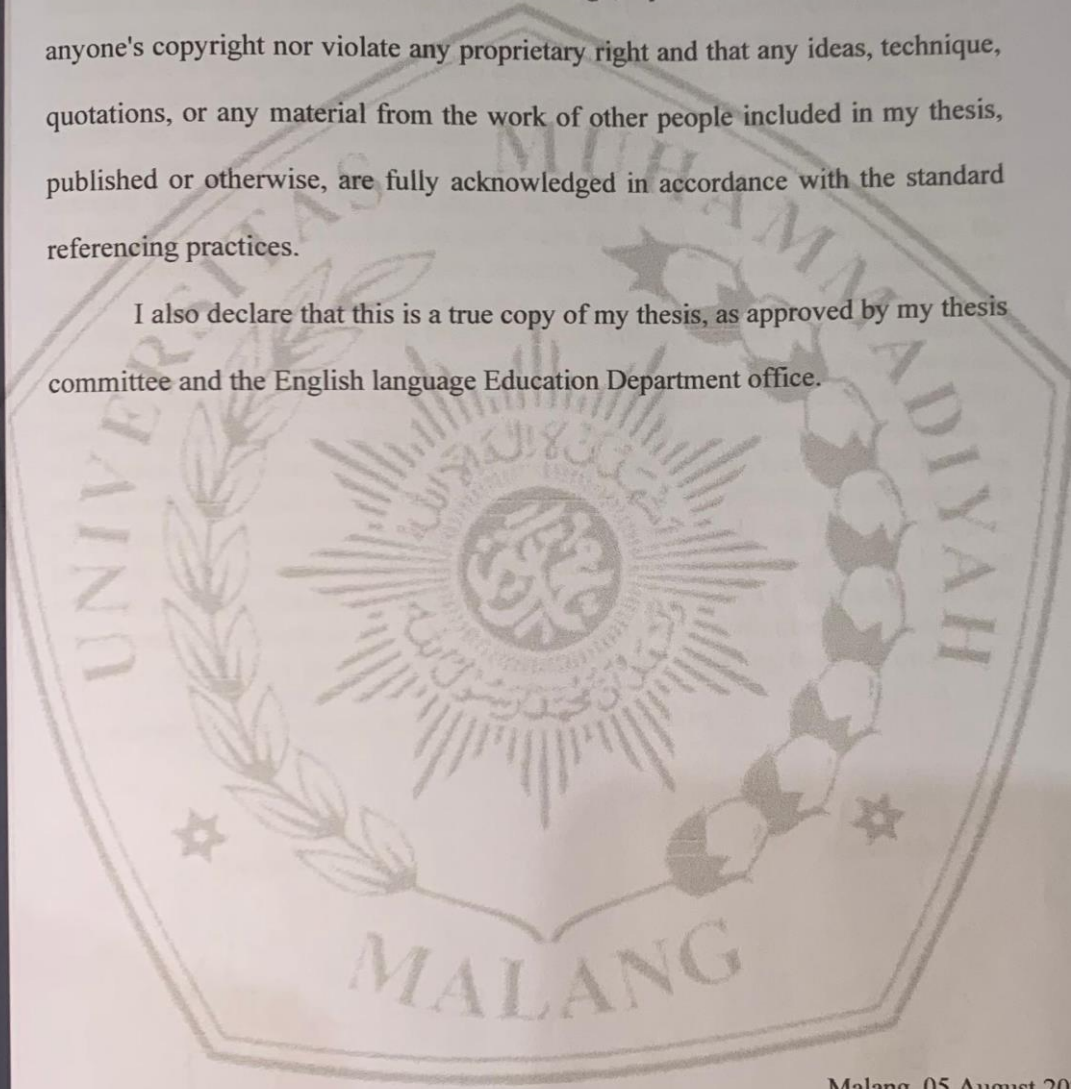 anyone's copyright nor violate any proprietary right and that any ideas, technique,
quotations, or any material from the work of other people included in my thesis,
published or otherwise, are fully acknowledged in accordance with the standard
referencing practices.
I also declare that this is a true copy of my thesis, as approved by my thesis
committee and the English language Education Department office.
UNIVERSITAS MUHAMMADIYAH
MALANG
Malang, 05 August 20